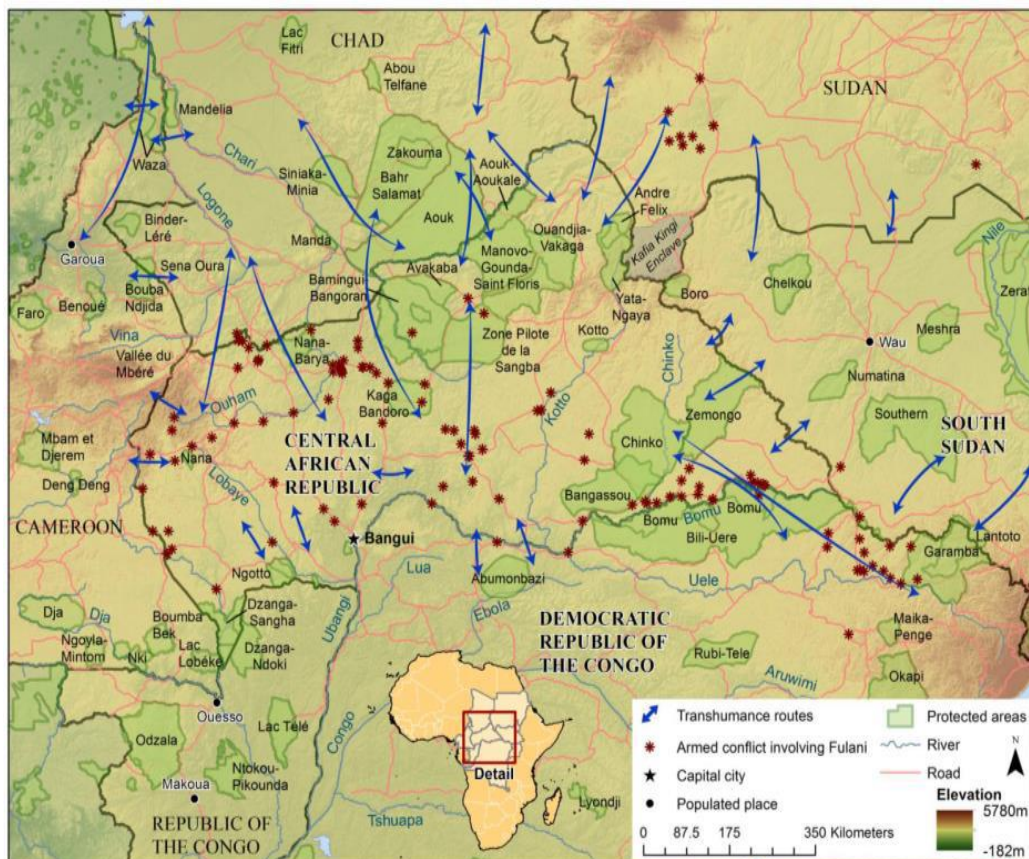 Lac
Fitri
CHAD
Abou
Telfane
SUDAN
Mandelia
Waza
Chari
Zakouma
Siniaka-
Minia
Bahr
Salamat
Aouk-
Aoukale
Aouk
Andre
Felix
Logone
Binder-
Léré
Manda
Ouandjia-
Vakaga
Kafia Kingi
Enclave
Nile
Garoua
Sena Oura
Avakaba
Manovo-
Gounda-
Saint Floris
Bamingui-
Bangoran
Bouba
Ndjida
Benoué
Faro
Yata-
Ngaya
Boro
Chelkou
Zeraf
Vina
Nana-
Barya
Zone Pilote
de la
Sangba
Kotto
Chinko
Meshra
Wau
Vallée du
Mbéré
Ouham
Kaga
Bandoro
Kotto
Numatina
Zemongo
Southern
Mbam et
Djerem
Nana
CENTRAL
AFRICAN
REPUBLIC
Chinko
SOUTH
SUDAN
Deng Deng
Lobaye
Bangassou
CAMEROON
Bomu
Bomu
Bomu
Bangui
Bili-Uere
Garamba
Lantoto
Ngotto
Lua
Abumonbazi
Uele
Dja
Dja
Dzanga-
Sangha
Ubangi
Ebola
Boumba
Bek
DEMOCRATIC
REPUBLIC OF
THE CONGO
Maika-
Penge
Ngoyla-
Mintom
Nki
Lac
Lobéké
Dzanga-
Ndoki
Rubi-Tele
Okapi
Aruwimi
Ouesso
Lac Télé
Congo
Odzala
Ntokou-
Pikounda
Makoua
Detail
Lyondji
Tshuapa
REPUBLIC OF
THE CONGO
Transhumance routes
Armed conflict involving Fulani
Capital city
Populated place
0 87.5 175 350 Kilometers
Protected areas
River
Road
N
Elevation
5780m
-182m